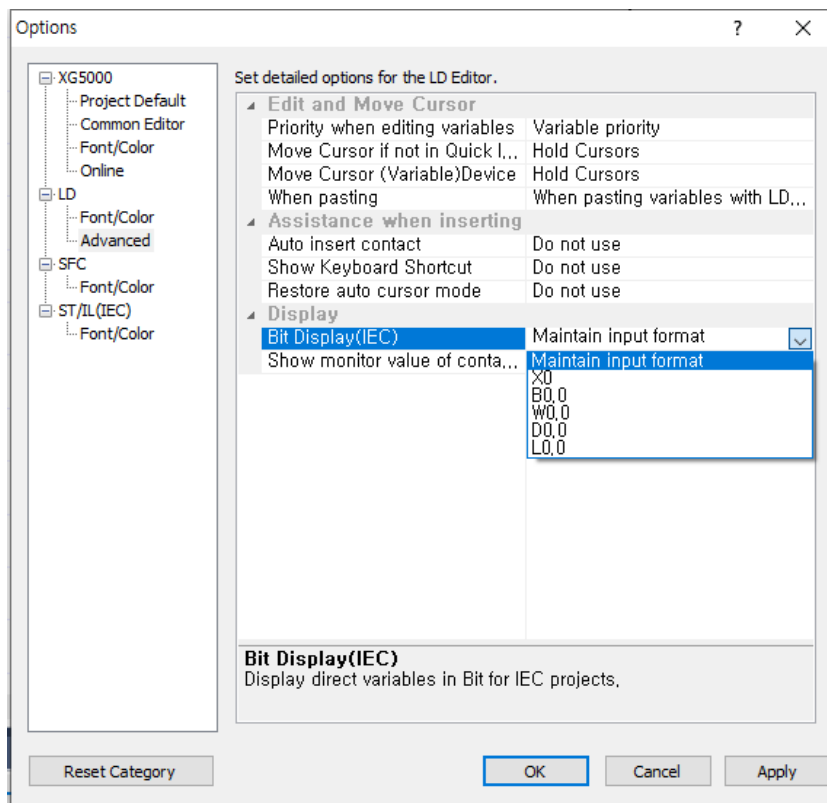 Options
?
XG5000
Project Default
Common Editor
Font/Color
Online
LD
Font/Color
Advanced
SFC
Font/Color
ST/IL(IEC)
Font/Color
Set detailed options for the LD Editor.
Edit and Move Cursor
Priority when editing variables Variable priority
Move Cursor if not in Quick I... Hold Cursors
Move Cursor (Variable)Device Hold Cursors
When pasting When pasting variables with LD...
Assistance when inserting
Auto insert contact Do not use
Show Keyboard Shortcut Do not use
Restore auto cursor mode Do not use
Display
Bit Display(IEC) Maintain input format
Show monitor value of conta... Maintain input format
X0
B0.0
W0.0
D0.0
L0.0
Bit Display(IEC)
Display direct variables in Bit for IEC projects.
Reset Category OK Cancel Apply